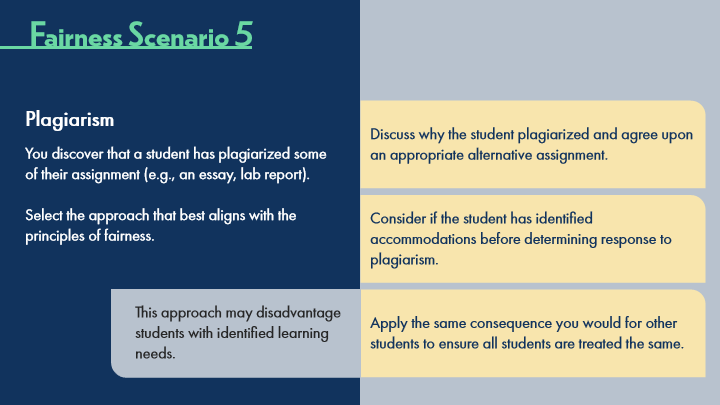 Fairness Scenario 5
Plagiarism
You discover that a student has plagiarized some
of their assignment (e.g., an essay, lab report).
Select the approach that best aligns with the
principles of fairness.
Discuss why the student plagiarized and agree upon
an appropriate alternative assignment.
Consider if the student has identified
accommodations before determining response to
plagiarism.
This approach may disadvantage
students with identified learning
needs.
Apply the same consequence you would for other
students to ensure all students are treated the same.